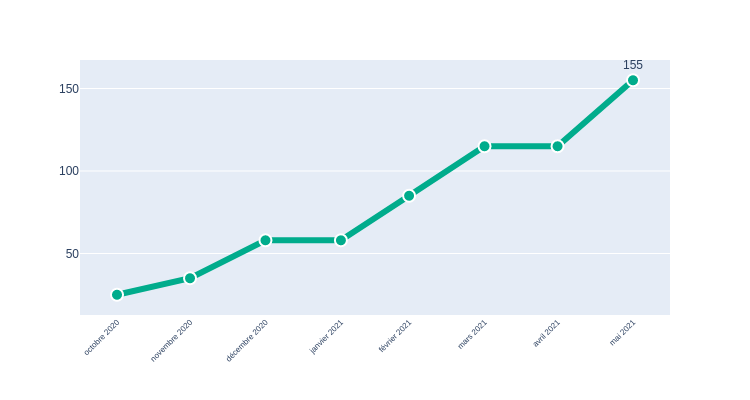 155
150
100
50
octobre 2020
novembre 2020
décembre 2020
janvier 2021
février 2021
mars 2021
avril 2021
mai 2021